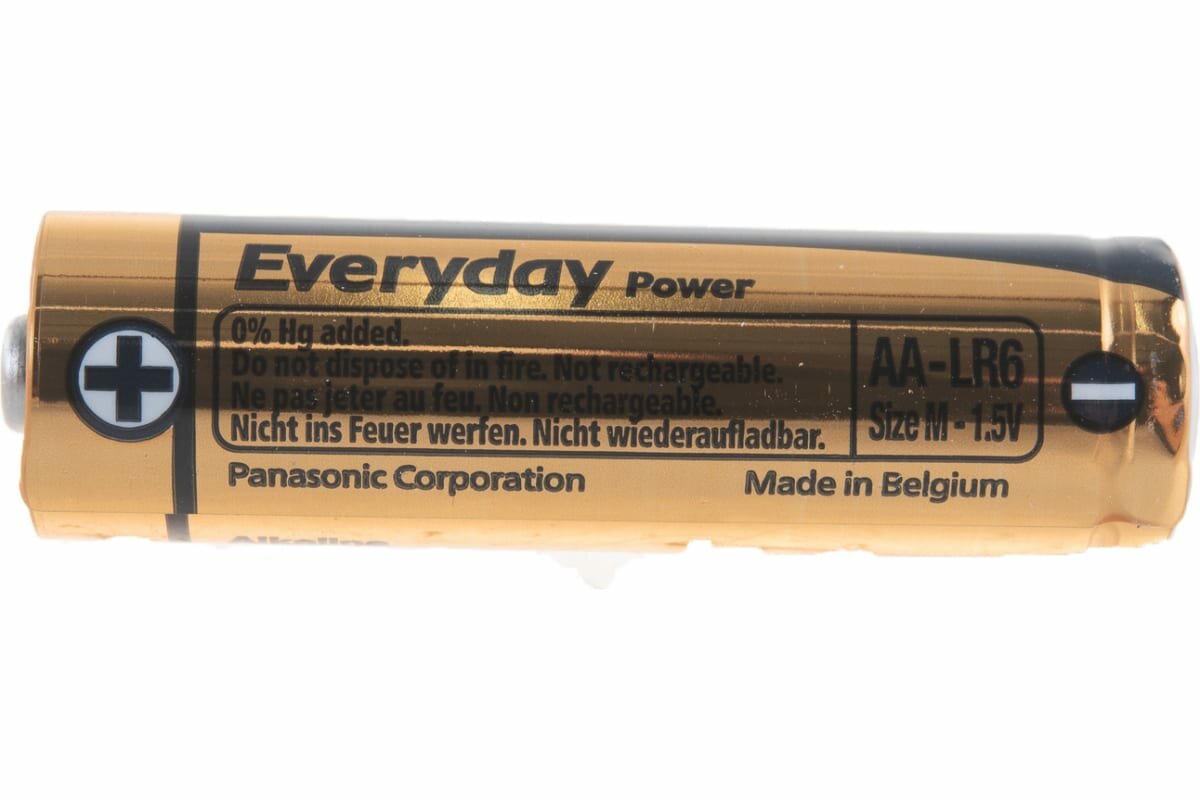 Everyday Power
0% Hg added.
Do not dispose of in fire. Not rechargeable.
Ne pas jeter au feu. Non rechargeable.
Nicht ins Feuer werfen. Nicht wiederaufladbar.
AA-LR6
Size M - 1.5V
Panasonic Corporation
Made in Belgium
Alkaline